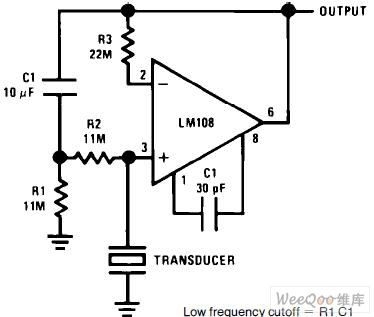 OUTPUT
R3
22M
C1
10 μF
2
−
LM108
6
R2
11M
3
+
8
R1
11M
1
C1
30 pF
TRANSDUCER
WeeQoo维库
Low frequency cutoff = R1 C1